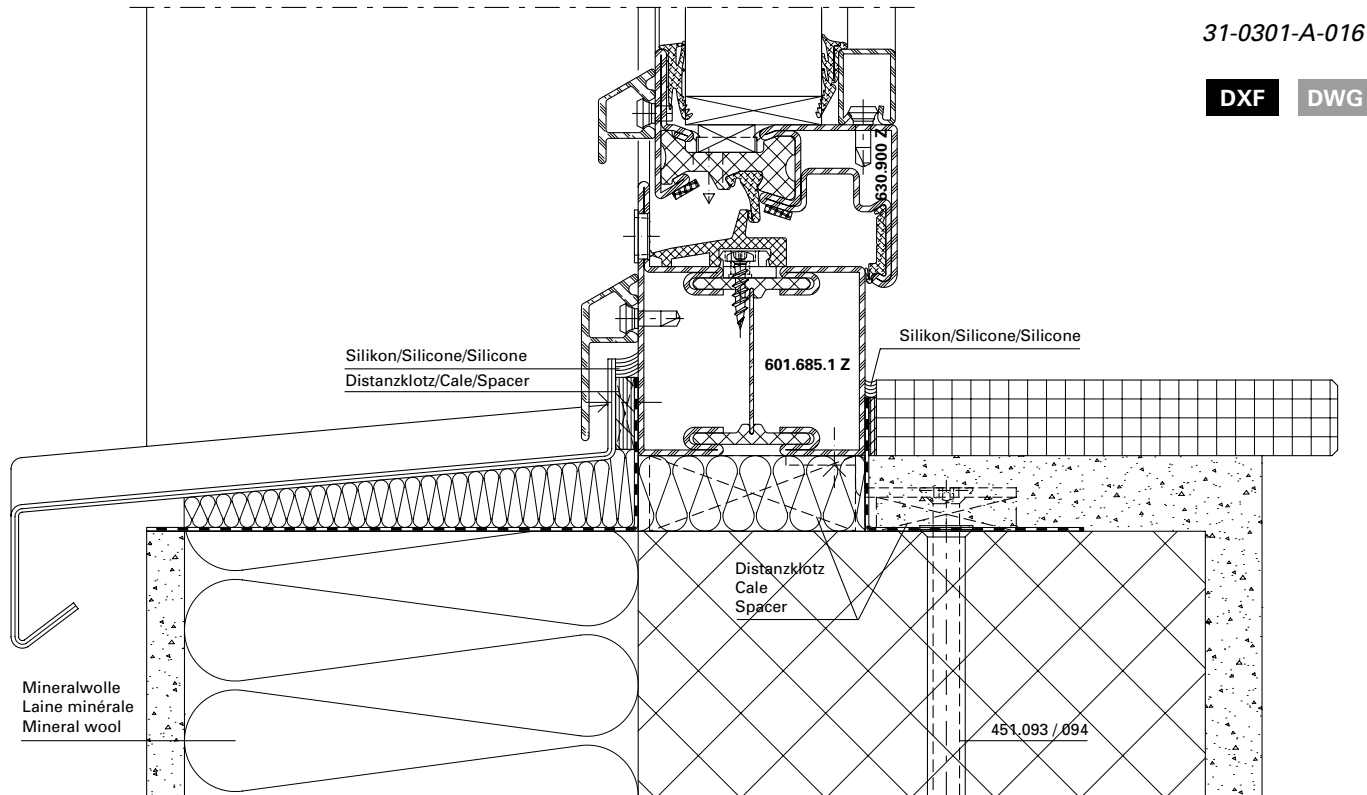 31-0301-A-016
DXF DWG
630.900 Z
Silikon/Silicone/Silicone
Distanzklotz/Cale/Spacer
601.685.1 Z
Silikon/Silicone/Silicone
Distanzklotz
Cale
Spacer
Mineralwolle
Laine minérale
Mineral wool
451.093 / 094